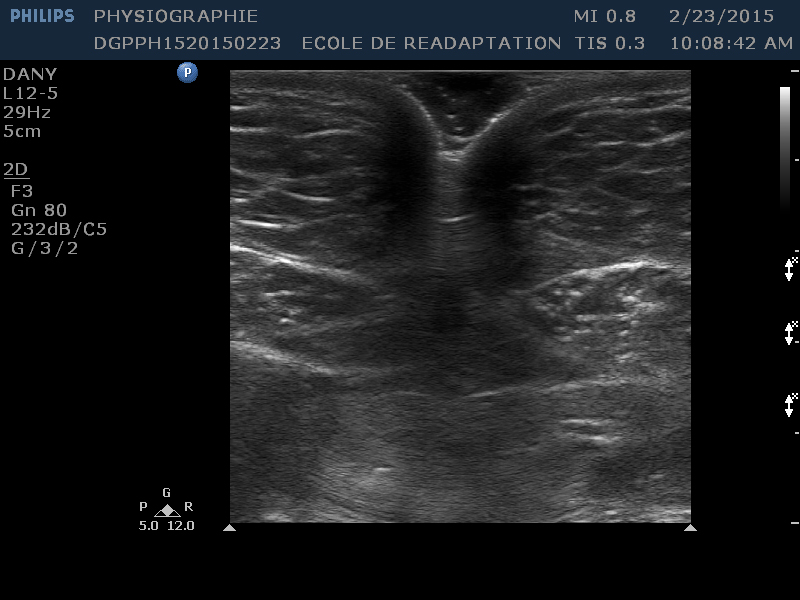 PHILIPS PHYSIOGRAPHIE MI 0.8 2/23/2015
DGPPH1520150223 ECOLE DE READAPTATION TIS 0.3 10:08:42 AM
DANY
L12-5
29Hz
5cm
P
2D
F3
Gn 80
232dB/C5
G/3/2
G
P R
5.0 12.0